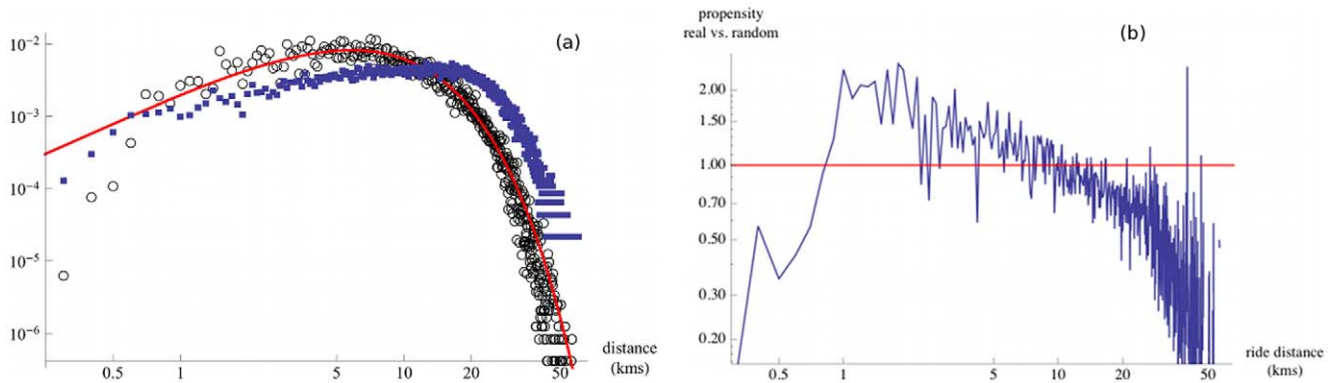 (a)
10⁻²
10⁻³
10⁻⁴
10⁻⁵
10⁻⁶
0.5 1 5 10 50
distance
(kms)
propensity
real vs. random
(b)
2.00
1.50
1.00
0.70
0.50
0.30
0.20
0.5 1 5 10 20 50
ride distance
(kms)